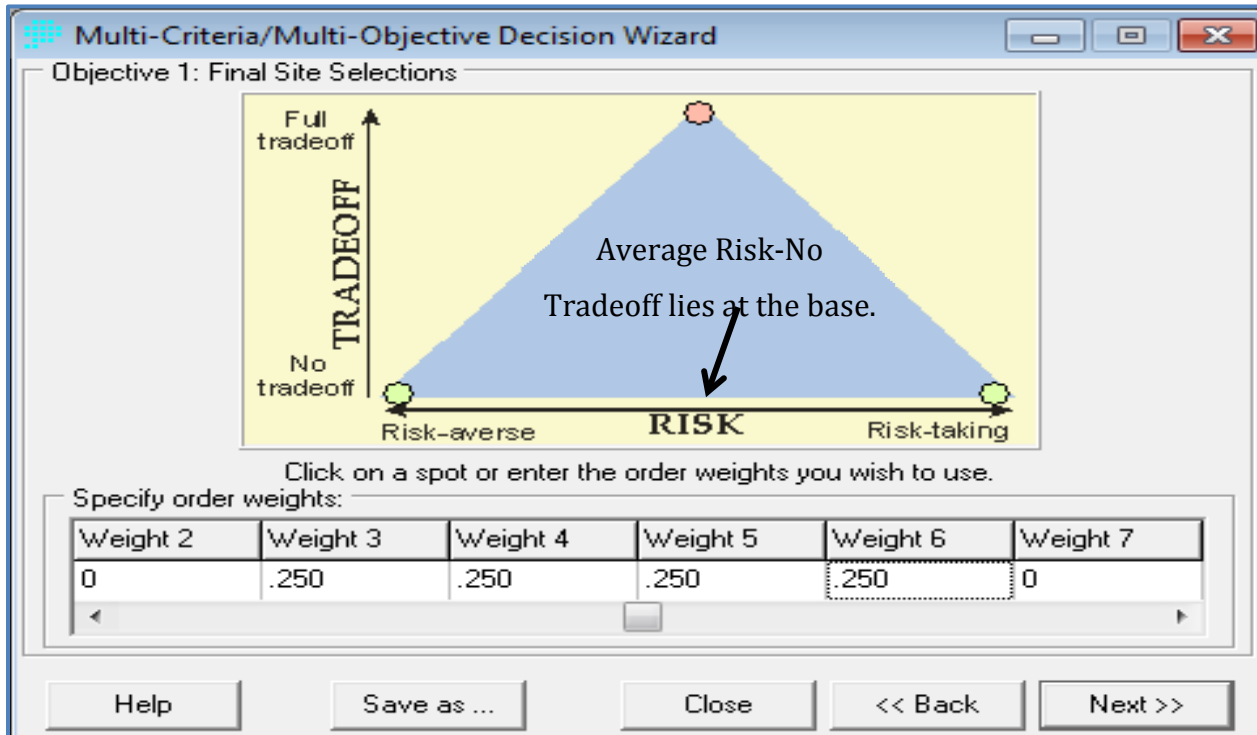 Multi-Criteria/Multi-Objective Decision Wizard
Objective 1: Final Site Selections
Full
tradeoff
TRADEOFF
Average Risk-No
Tradeoff lies at the base.
No
tradeoff
Risk-averse RISK Risk-taking
Click on a spot or enter the order weights you wish to use.
Specify order weights:
Weight 2 Weight 3 Weight 4 Weight 5 Weight 6 Weight 7
0 .250 .250 .250 .250 0
Help Save as ... Close << Back Next >>